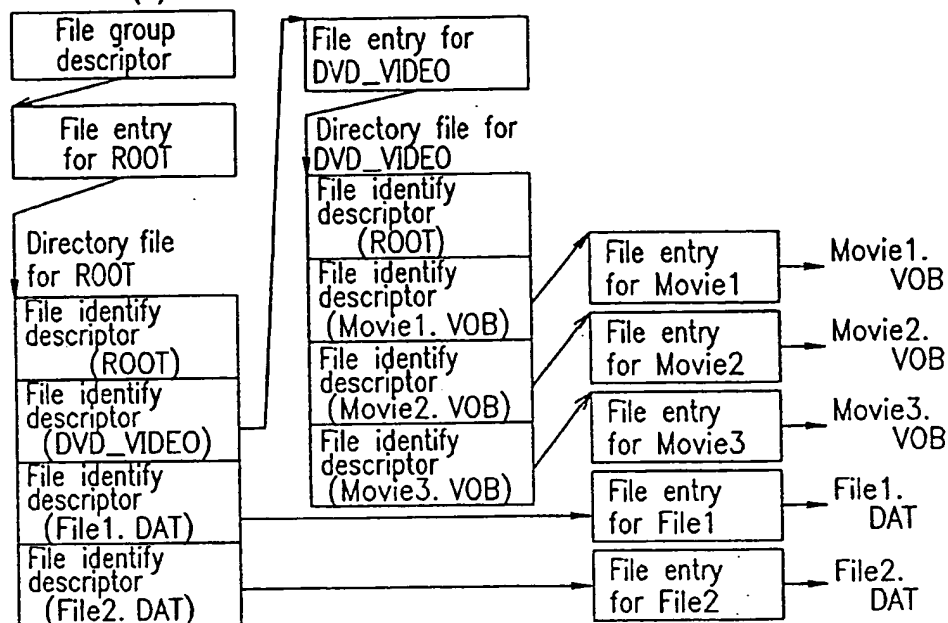 File group
descriptor
File entry
for ROOT
Directory file
for ROOT
File identify
descriptor
(ROOT)
File identify
descriptor
(DVD_VIDEO)
File identify
descriptor
(File1. DAT)
File identify
descriptor
(File2. DAT)
File entry for
DVD_VIDEO
Directory file for
DVD_VIDEO
File identify
descriptor
(ROOT)
File identify
descriptor
(Movie1. VOB)
File identify
descriptor
(Movie2. VOB)
File identify
descriptor
(Movie3. VOB)
File entry
for Movie1
Movie1.
VOB
File entry
for Movie2
Movie2.
VOB
File entry
for Movie3
Movie3.
VOB
File entry
for File1
File1.
DAT
File entry
for File2
File2.
DAT